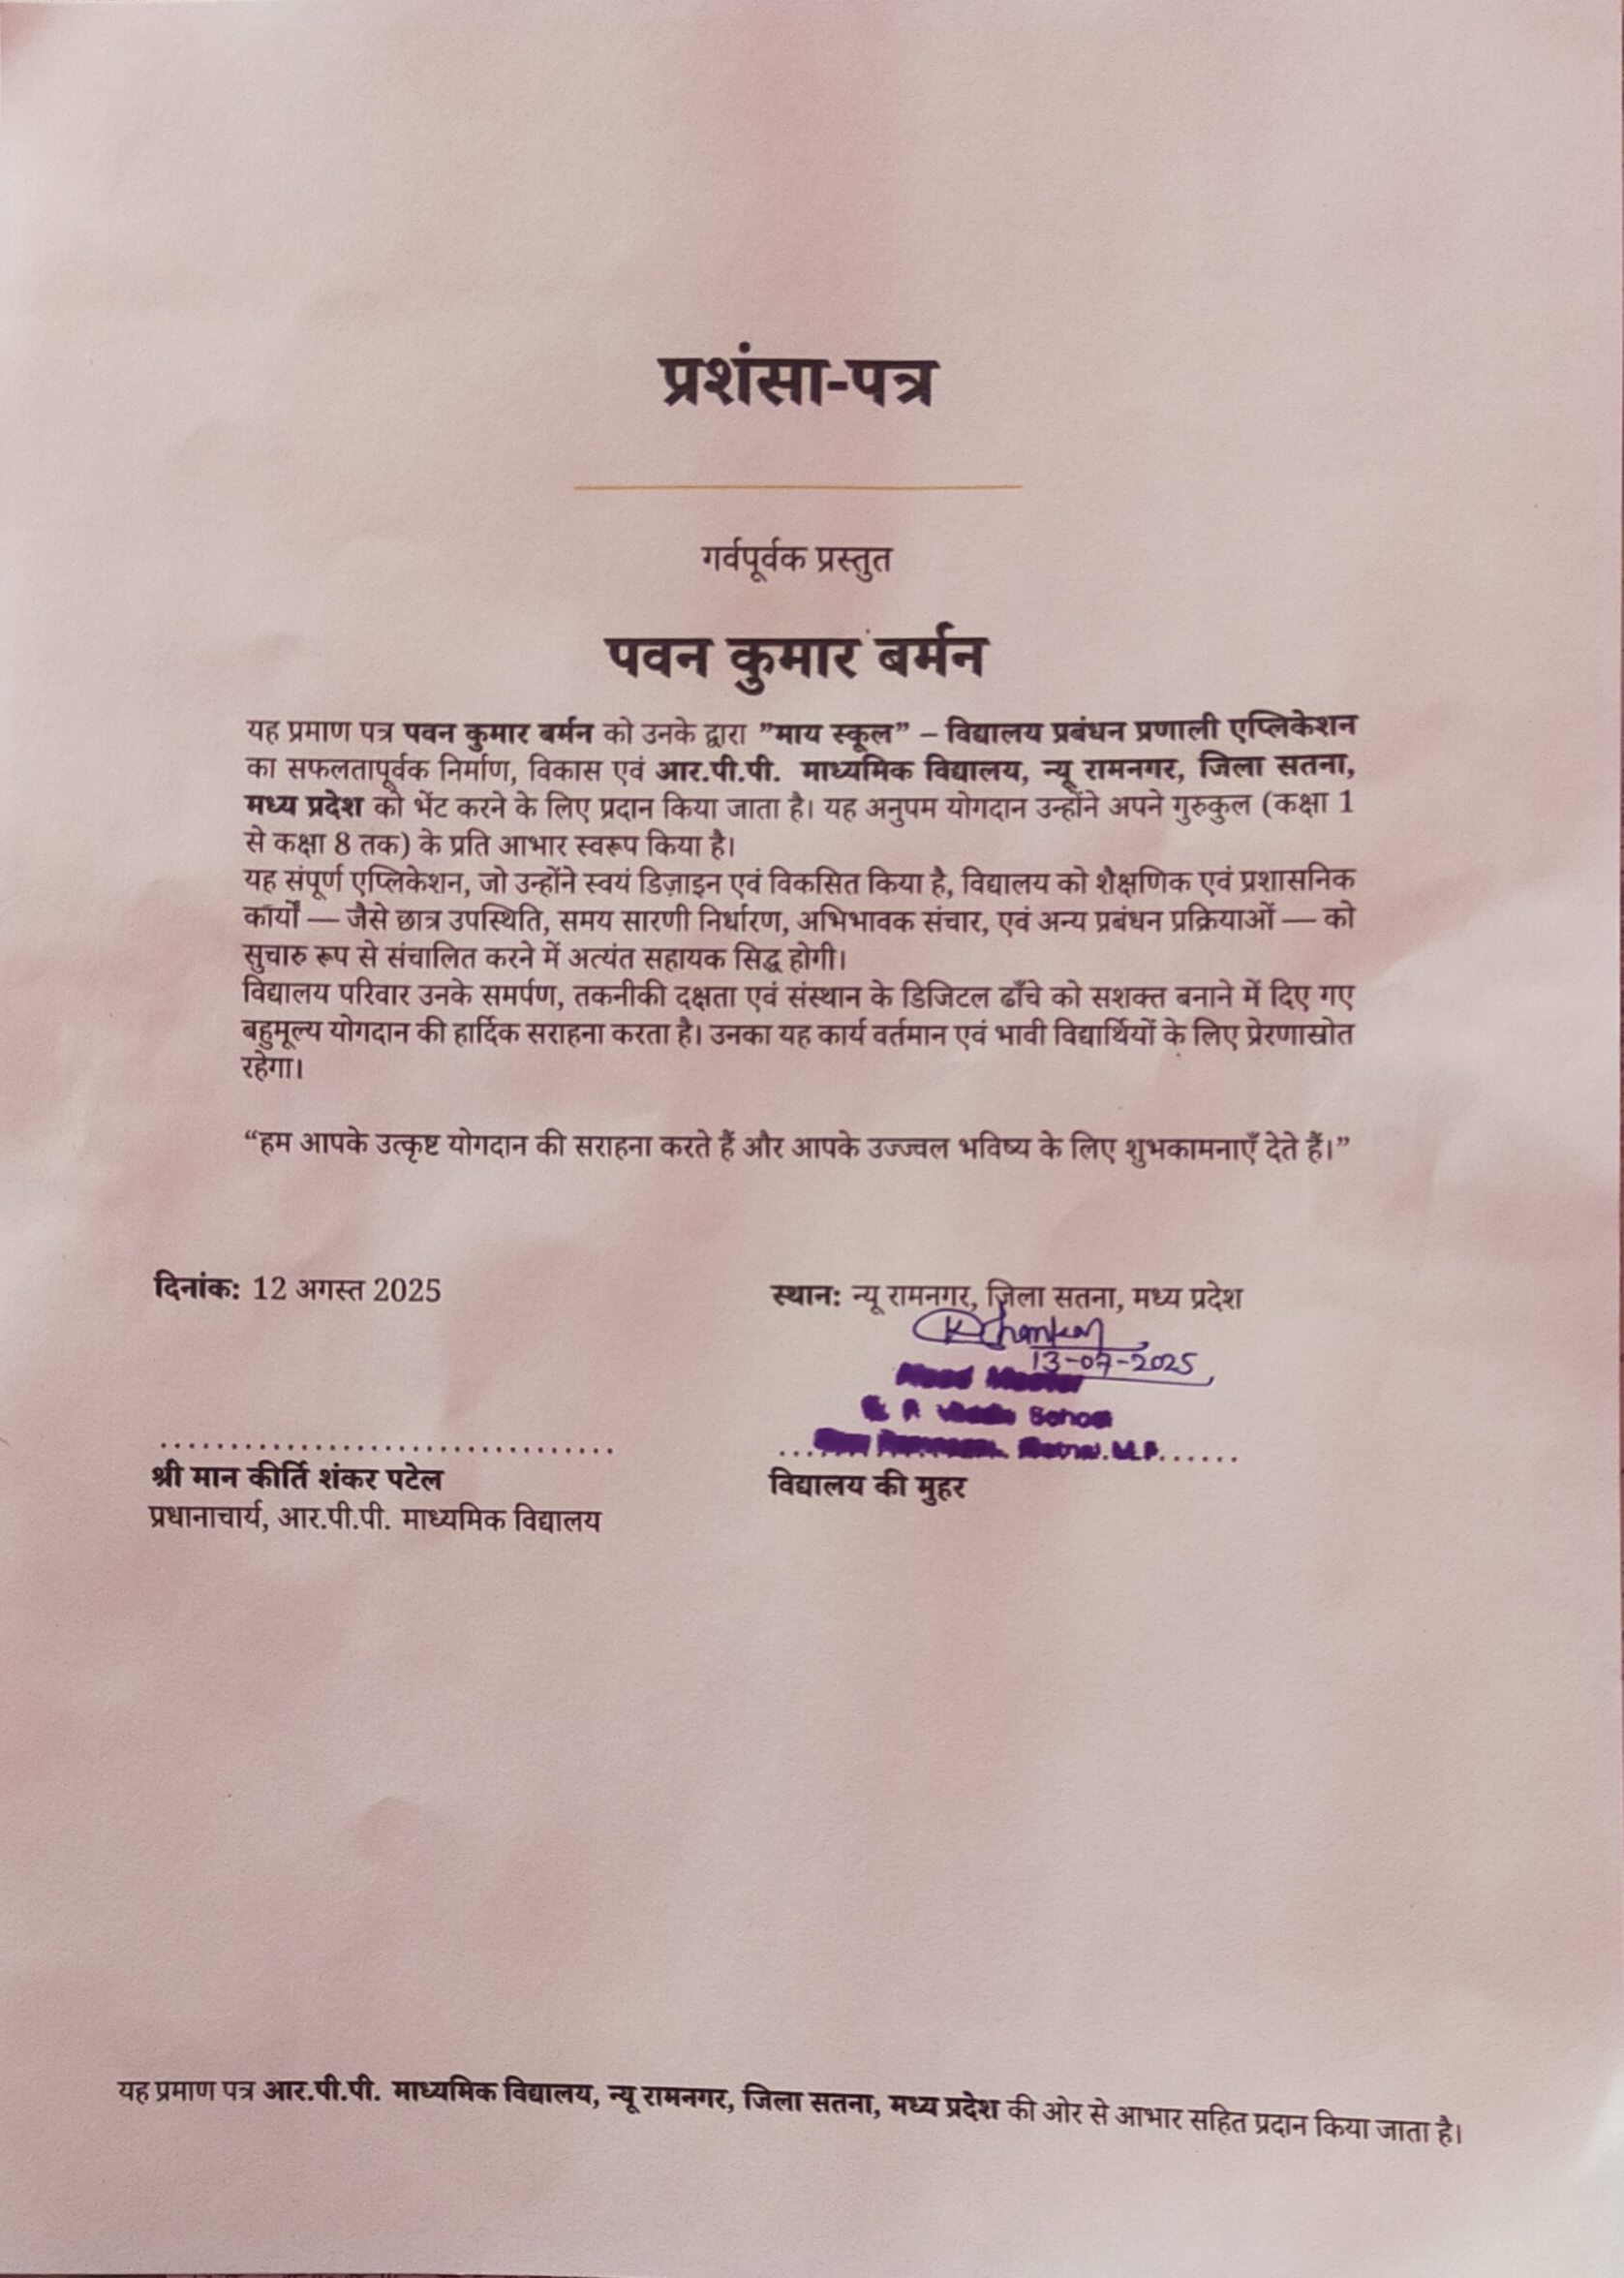 प्रशंसा-पत्र
गर्वपूर्वक प्रस्तुत
पवन कुमार बर्मन
यह प्रमाण पत्र पवन कुमार बर्मन को उनके द्वारा ”माय स्कूल” – विद्यालय प्रबंधन प्रणाली एप्लिकेशन
का सफलतापूर्वक निर्माण, विकास एवं आर.पी.पी. माध्यमिक विद्यालय, न्यू रामनगर, जिला सतना,
मध्य प्रदेश को भेंट करने के लिए प्रदान किया जाता है। यह अनुपम योगदान उन्होंने अपने गुरुकुल (कक्षा 1
से कक्षा 8 तक) के प्रति आभार स्वरूप किया है।
यह संपूर्ण एप्लिकेशन, जो उन्होंने स्वयं डिज़ाइन एवं विकसित किया है, विद्यालय को शैक्षणिक एवं प्रशासनिक
कार्यों — जैसे छात्र उपस्थिति, समय सारणी निर्धारण, अभिभावक संचार, एवं अन्य प्रबंधन प्रक्रियाओं — को
सुचारु रूप से संचालित करने में अत्यंत सहायक सिद्ध होगी।
विद्यालय परिवार उनके समर्पण, तकनीकी दक्षता एवं संस्थान के डिजिटल ढाँचे को सशक्त बनाने में दिए गए
बहुमूल्य योगदान की हार्दिक सराहना करता है। उनका यह कार्य वर्तमान एवं भावी विद्यार्थियों के लिए प्रेरणास्रोत
रहेगा।
“हम आपके उत्कृष्ट योगदान की सराहना करते हैं और आपके उज्ज्वल भविष्य के लिए शुभकामनाएँ देते हैं।”
दिनांक: 12 अगस्त 2025
स्थान: न्यू रामनगर, ज़िला सतना, मध्य प्रदेश
13-07-2025
School
M.P.
श्री मान कीर्ति शंकर पटेल
प्रधानाचार्य, आर.पी.पी. माध्यमिक विद्यालय
विद्यालय की मुहर
यह प्रमाण पत्र आर.पी.पी. माध्यमिक विद्यालय, न्यू रामनगर, जिला सतना, मध्य प्रदेश की ओर से आभार सहित प्रदान किया जाता है।